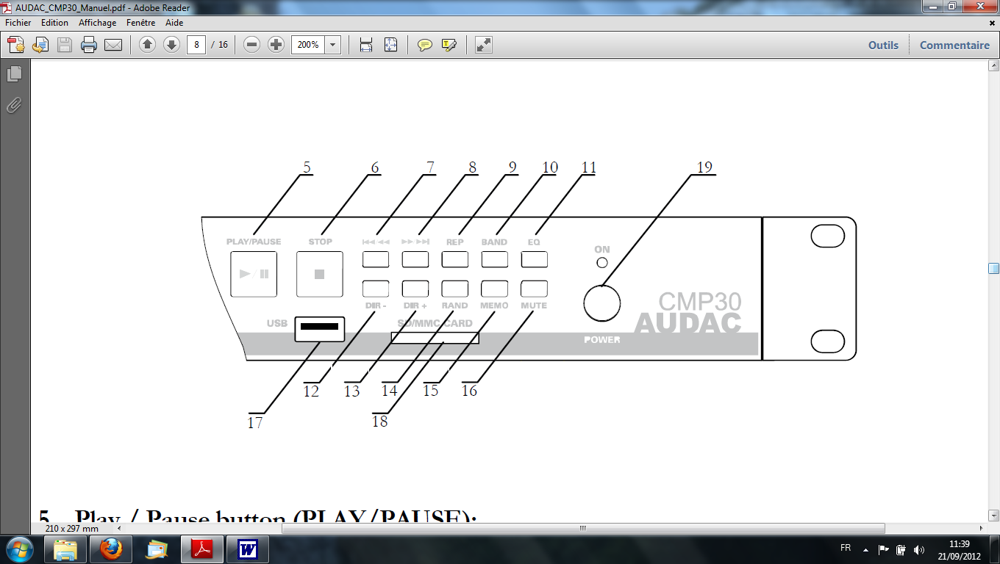 AUDAC_CMP30_Manuel.pdf - Adobe Reader
Fichier Edition Affichage Fenêtre Aide
8 / 16 200% Outils Commentaire
5 6 7 8 9 10 11 19
PLAY/PAUSE STOP REP BAND EQ
ON
DIR - DIR + RAND MEMO MUTE
CMP30
AUDAC
USB SD/MMC CARD
POWER
12 13 14 15 16
17 18
5. Play / Pause button (PLAY/PAUSE):
210 x 297 mm
FR 11:39
21/09/2012